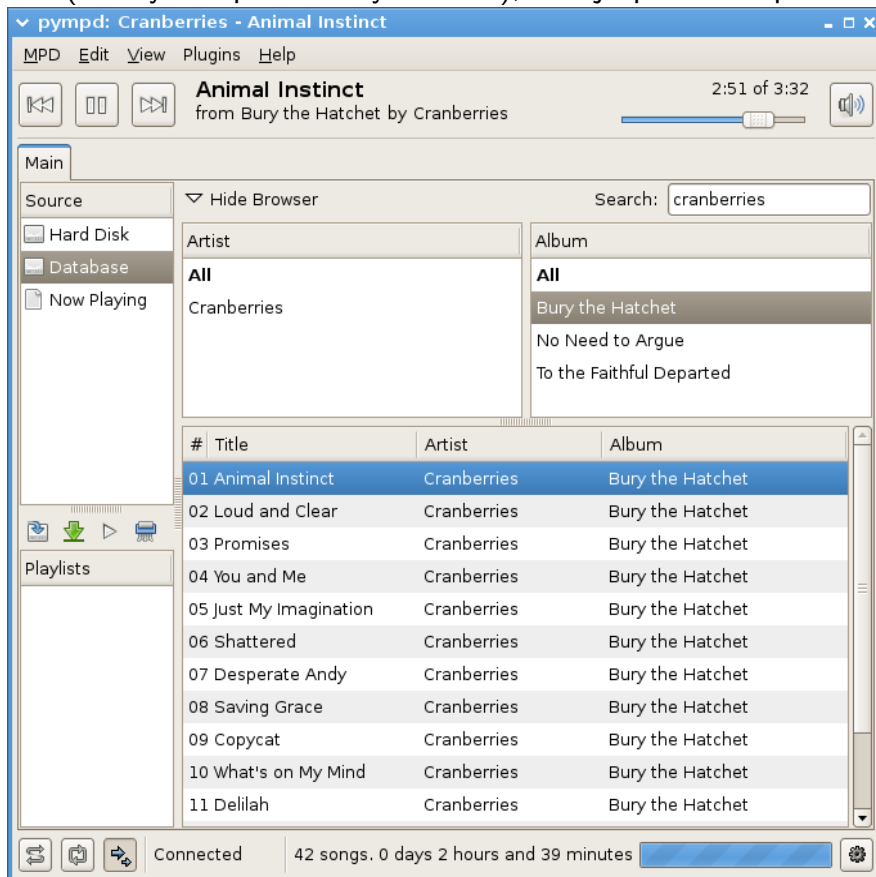 pympd: Cranberries - Animal Instinct
MPD Edit View Plugins Help
Animal Instinct
from Bury the Hatchet by Cranberries
2:51 of 3:32
Main
Source
Hard Disk
Database
Now Playing
Hide Browser
Search: cranberries
Artist
All
Cranberries
Album
All
Bury the Hatchet
No Need to Argue
To the Faithful Departed
# Title Artist Album
01 Animal Instinct Cranberries Bury the Hatchet
02 Loud and Clear Cranberries Bury the Hatchet
03 Promises Cranberries Bury the Hatchet
04 You and Me Cranberries Bury the Hatchet
05 Just My Imagination Cranberries Bury the Hatchet
06 Shattered Cranberries Bury the Hatchet
07 Desperate Andy Cranberries Bury the Hatchet
08 Saving Grace Cranberries Bury the Hatchet
09 Copycat Cranberries Bury the Hatchet
10 What's on My Mind Cranberries Bury the Hatchet
11 Delilah Cranberries Bury the Hatchet
Playlists
Connected
42 songs. 0 days 2 hours and 39 minutes